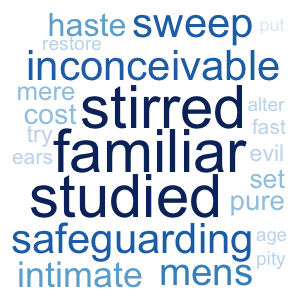 haste sweep put
restore
inconceivable
mere stirred alter
cost fast
try familiar
ears evil
studied set
pure
safeguarding age
intimate mens pity